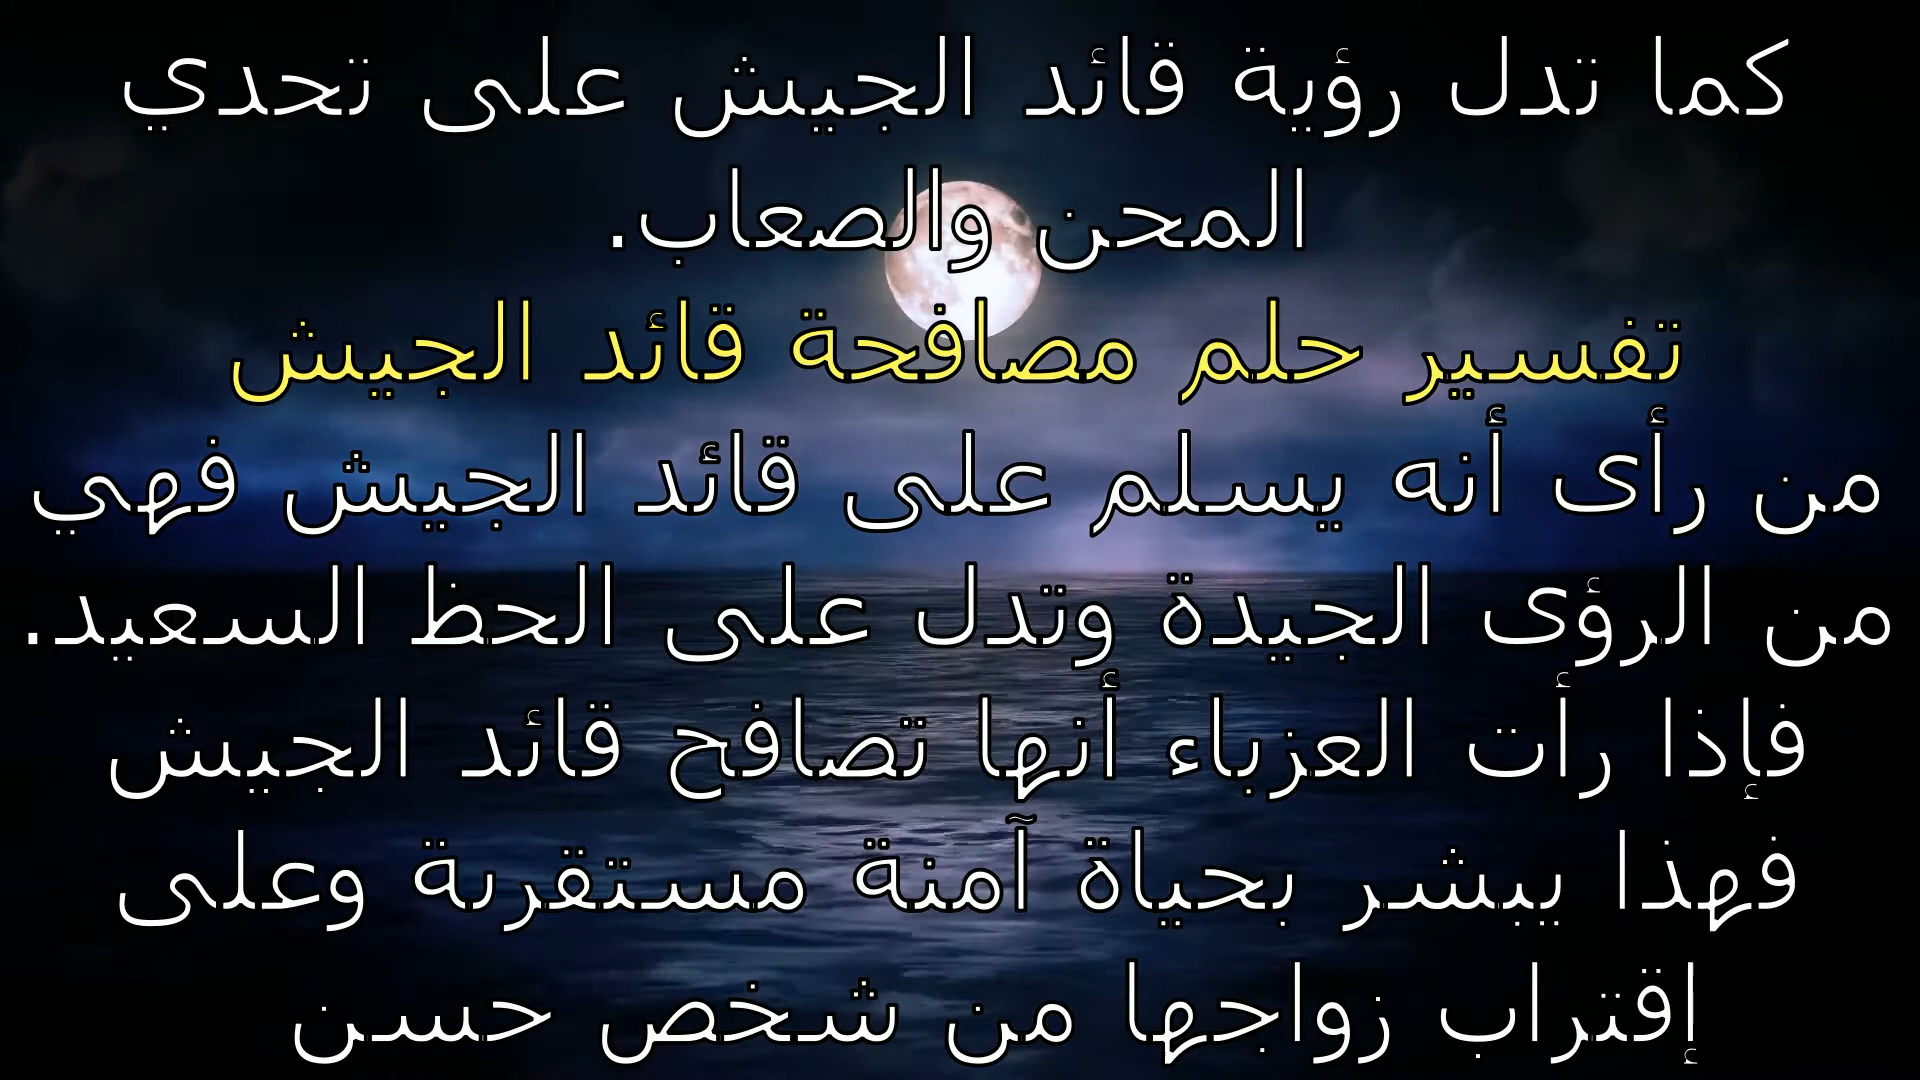 كما تدل رؤية قائد الجيش على تحدي
المحن والصعاب.
تفسير حلم مصافحة قائد الجيش
من رأى أنه يسلم على قائد الجيش فهي
من الرؤى الجيدة وتدل على الحظ السعيد.
فإذا رأت العزباء أنها تصافح قائد الجيش
فهذا يبشر بحياة آمنة مستقرية وعلى
إقتراب زواجها من شخص حسن